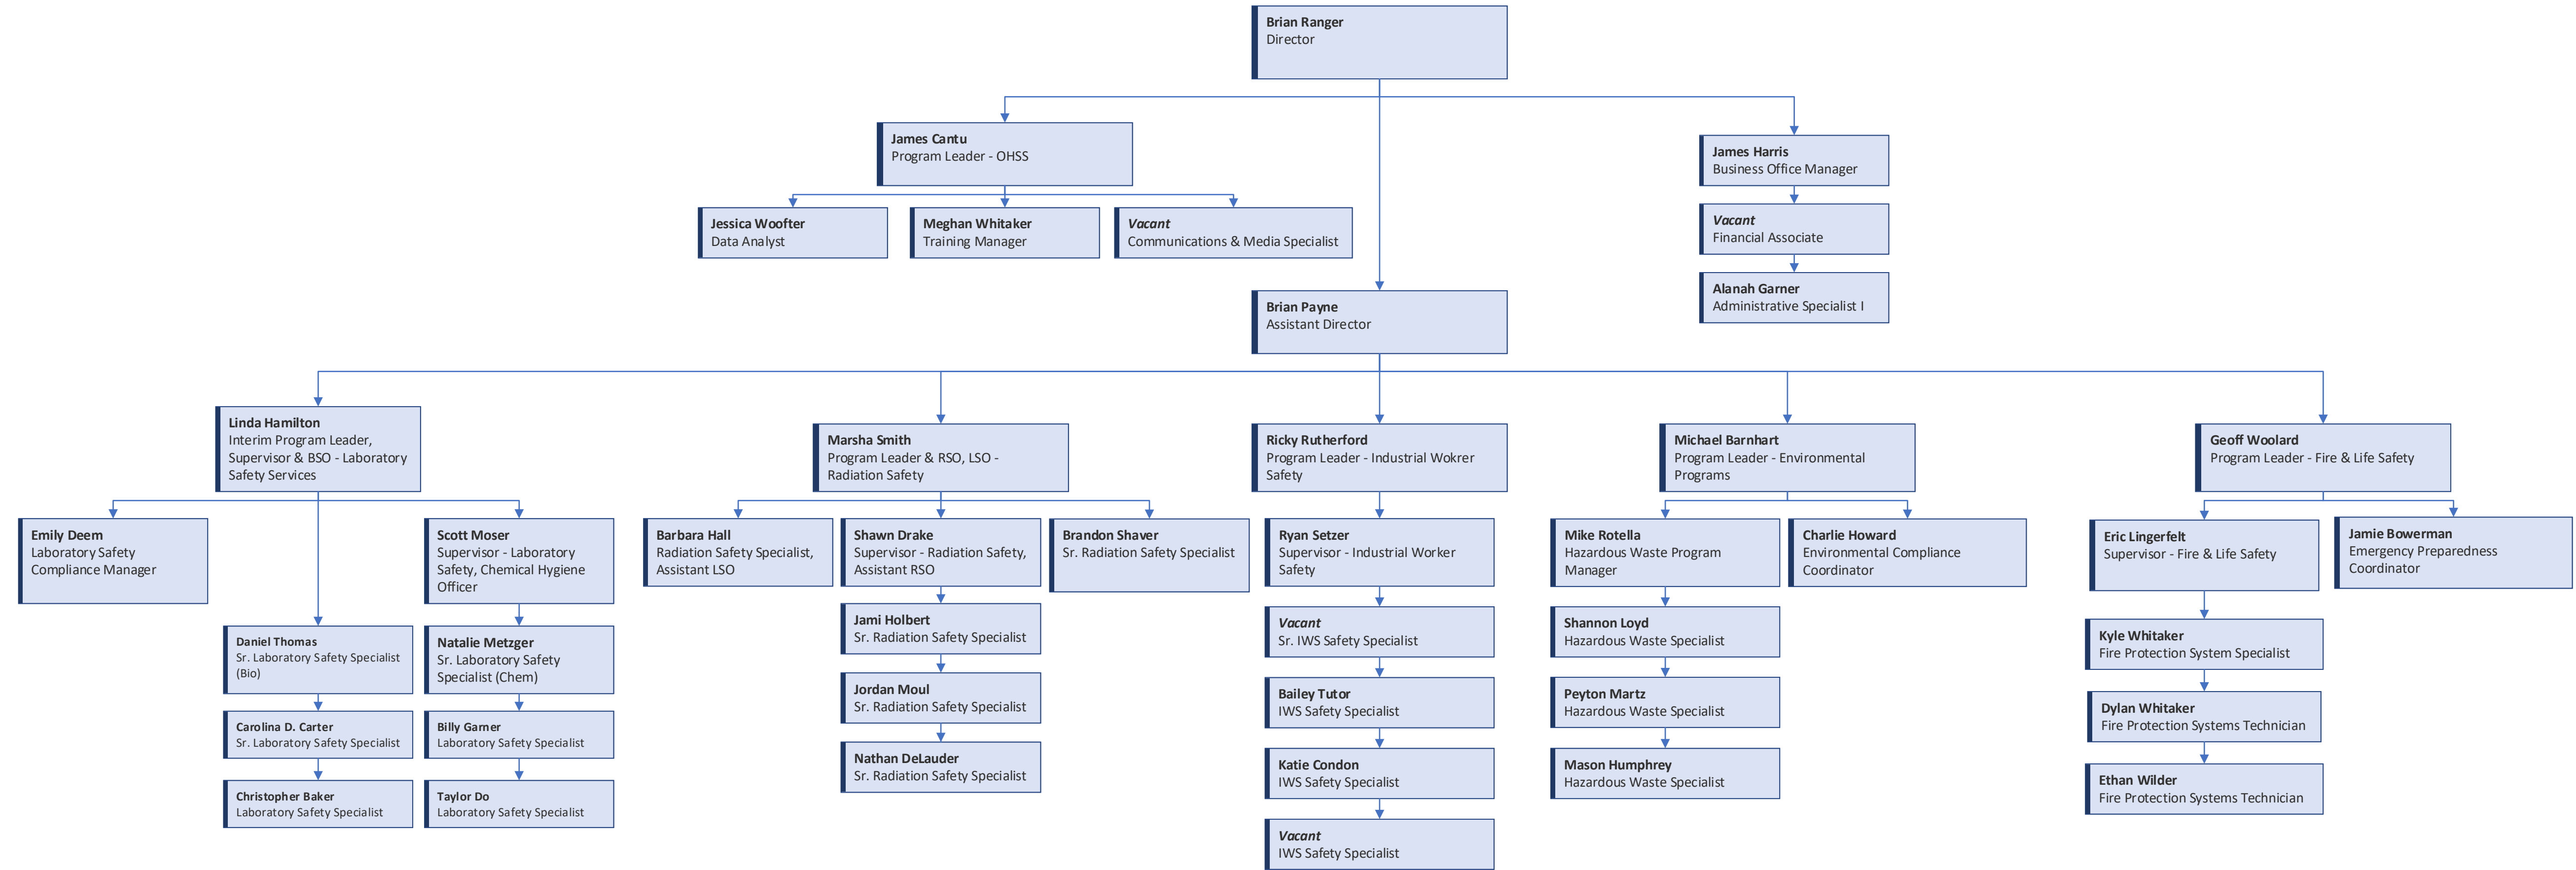 Brian Ranger
Director
James Cantu
Program Leader - OHSS
James Harris
Business Office Manager
Jessica Woofter
Data Analyst
Meghan Whitaker
Training Manager
Vacant
Communications & Media Specialist
Vacant
Financial Associate
Alanah Garner
Administrative Specialist I
Brian Payne
Assistant Director
Linda Hamilton
Interim Program Leader,
Supervisor & BSO - Laboratory
Safety Services
Marsha Smith
Program Leader & RSO, LSO -
Radiation Safety
Ricky Rutherford
Program Leader - Industrial Wokrer
Safety
Michael Barnhart
Program Leader - Environmental
Programs
Geoff Woolard
Program Leader - Fire & Life Safety
Emily Deem
Laboratory Safety
Compliance Manager
Daniel Thomas
Sr. Laboratory Safety Specialist
(Bio)
Carolina D. Carter
Sr. Laboratory Safety Specialist
Christopher Baker
Laboratory Safety Specialist
Scott Moser
Supervisor - Laboratory
Safety, Chemical Hygiene
Officer
Natalie Metzger
Sr. Laboratory Safety
Specialist (Chem)
Billy Garner
Laboratory Safety Specialist
Taylor Do
Laboratory Safety Specialist
Barbara Hall
Radiation Safety Specialist,
Assistant LSO
Shawn Drake
Supervisor - Radiation Safety,
Assistant RSO
Jami Holbert
Sr. Radiation Safety Specialist
Jordan Moul
Sr. Radiation Safety Specialist
Nathan DeLauder
Sr. Radiation Safety Specialist
Brandon Shaver
Sr. Radiation Safety Specialist
Ryan Setzer
Supervisor - Industrial Worker
Safety
Vacant
Sr. IWS Safety Specialist
Bailey Tutor
IWS Safety Specialist
Katie Condon
IWS Safety Specialist
Vacant
IWS Safety Specialist
Mike Rotella
Hazardous Waste Program
Manager
Shannon Loyd
Hazardous Waste Specialist
Peyton Martz
Hazardous Waste Specialist
Mason Humphrey
Hazardous Waste Specialist
Charlie Howard
Environmental Compliance
Coordinator
Eric Lingerfelt
Supervisor - Fire & Life Safety
Kyle Whitaker
Fire Protection System Specialist
Dylan Whitaker
Fire Protection Systems Technician
Ethan Wilder
Fire Protection Systems Technician
Jamie Bowerman
Emergency Preparedness
Coordinator